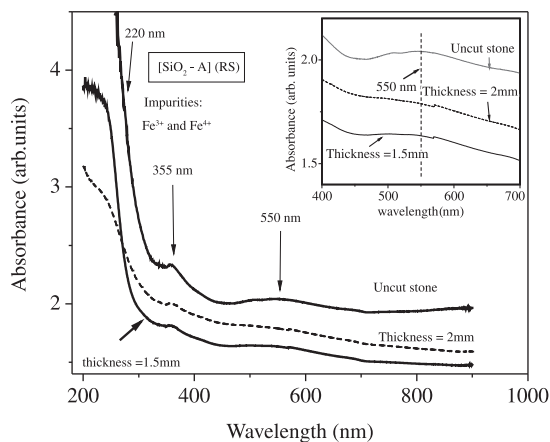 220 nm
[SiO₂ - A] (RS)
Impurities:
Fe³⁺ and Fe⁴⁺
355 nm
550 nm
Uncut stone
Thickness = 2mm
thickness =1.5mm
Absorbance (arb.units)
4
3
2
200
400
600
800
1000
Wavelength (nm)
Uncut stone
550 nm
Thickness = 2mm
Thickness =1.5mm
Absorbance (arb. units)
2.0
1.5
400
500
600
700
wavelength(nm)